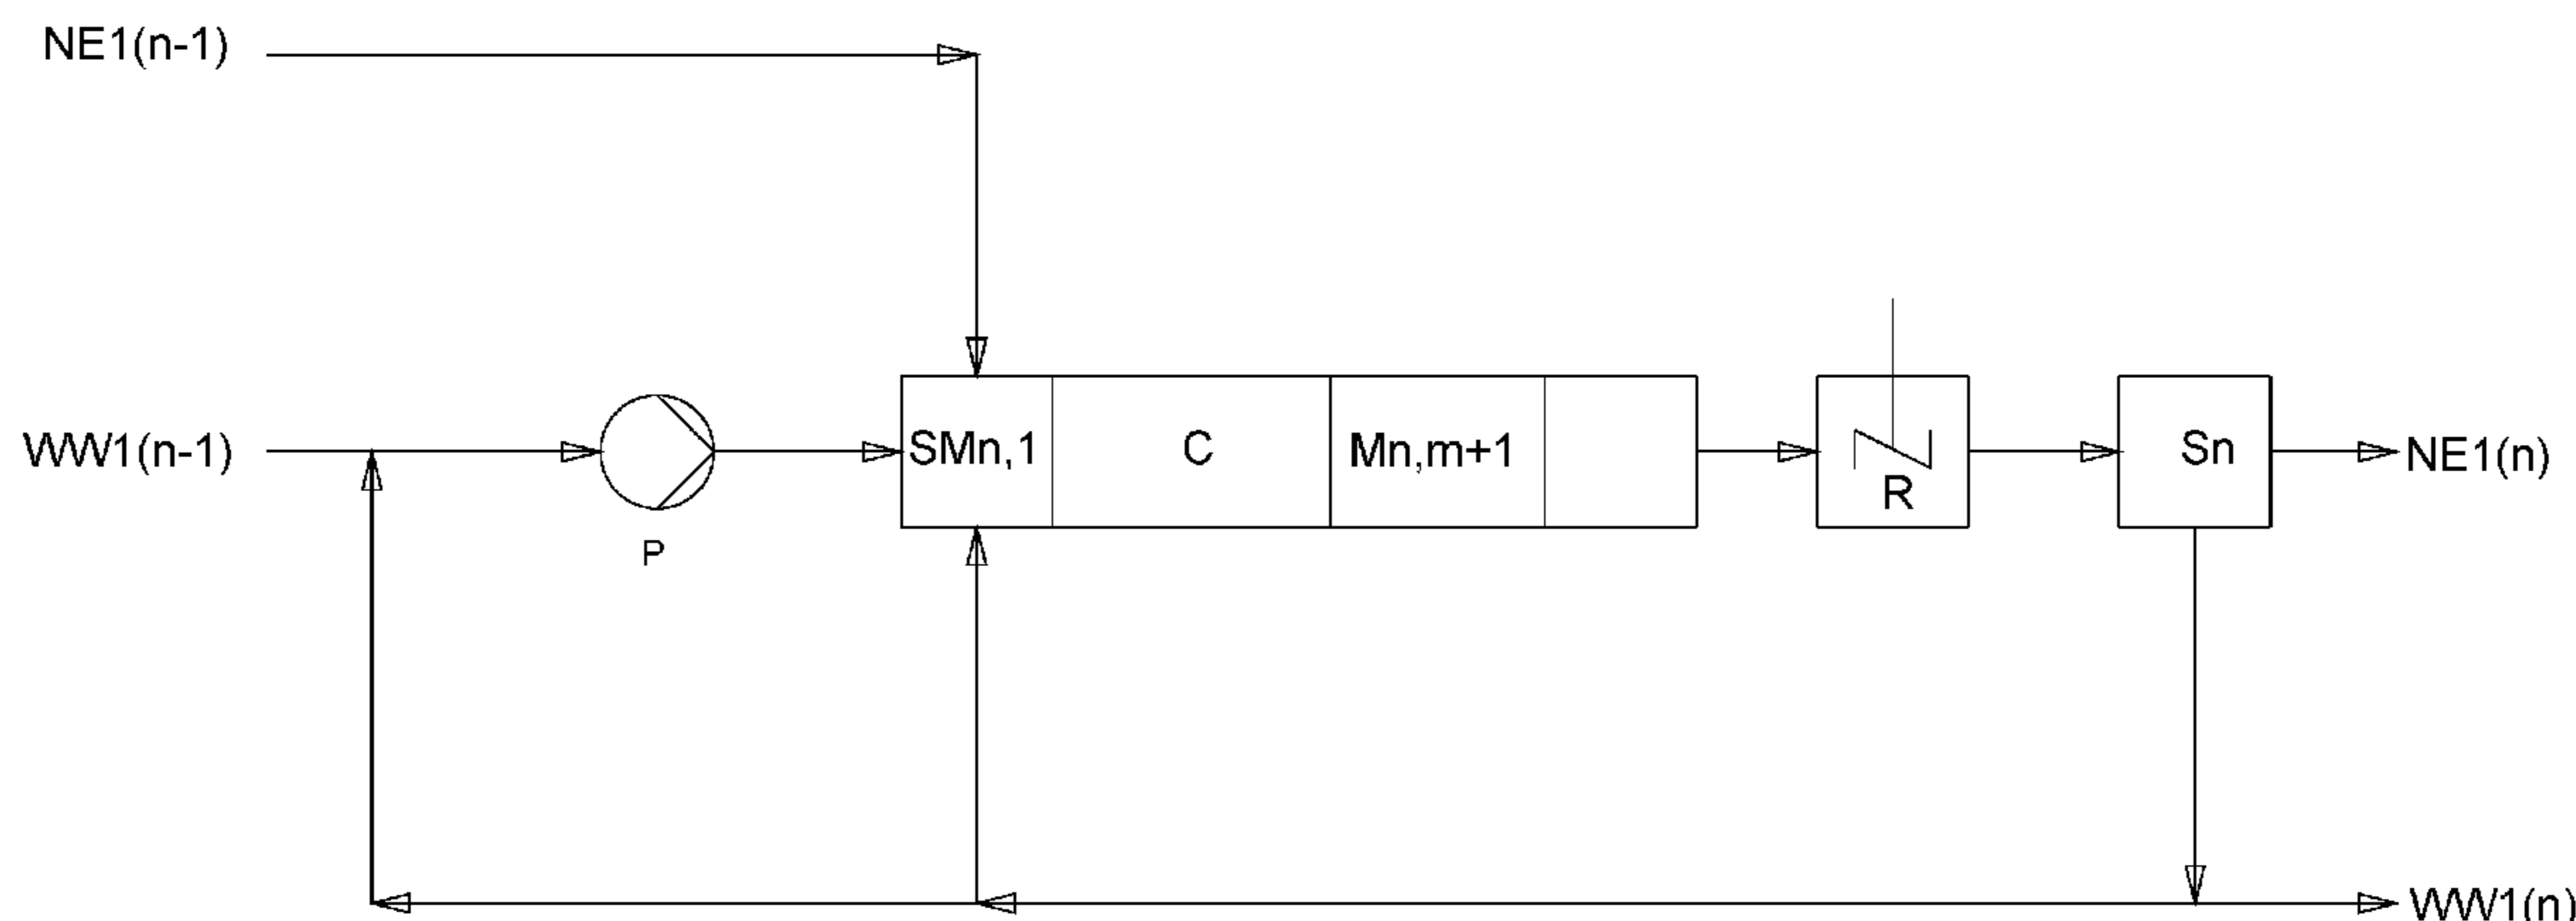 NE1(n-1)
WW1(n-1)
P
SMn,1
C
Mn,m+1
R
Sn
NE1(n)
WW1(n)